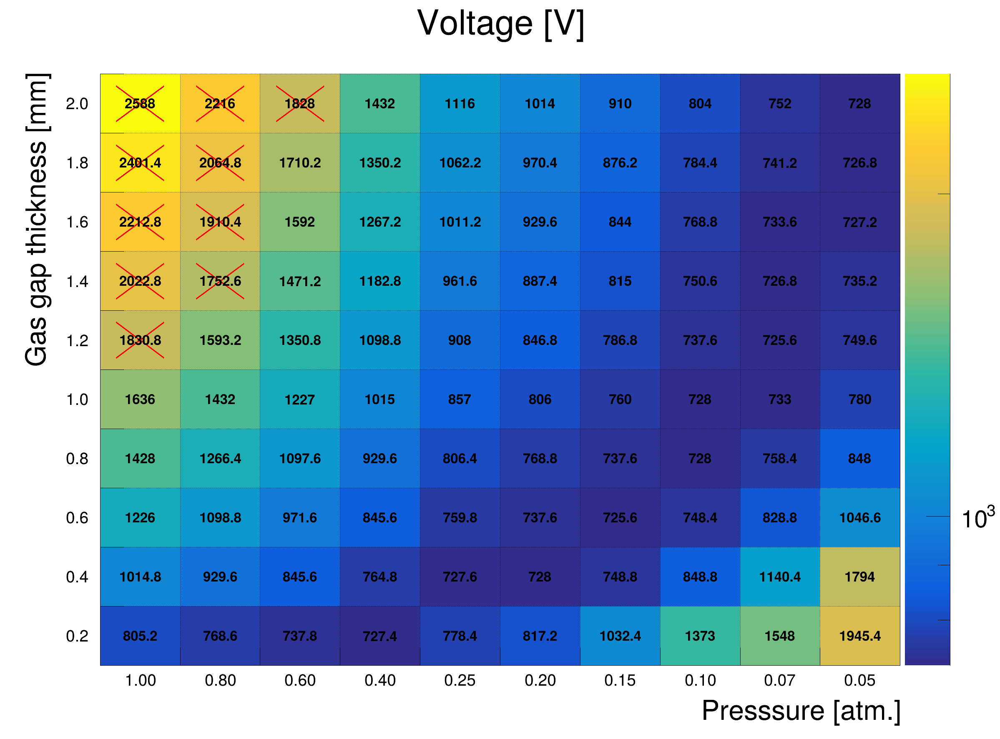 Voltage [V]
Gas gap thickness [mm]
2.0 2588 2216 1828 1432 1116 1014 910 804 752 728
1.8 2401.4 2064.8 1710.2 1350.2 1062.2 970.4 876.2 784.4 741.2 726.8
1.6 2212.8 1910.4 1592 1267.2 1011.2 929.6 844 768.8 733.6 727.2
1.4 2022.8 1752.6 1471.2 1182.8 961.6 887.4 815 750.6 726.8 735.2
1.2 1830.8 1593.2 1350.8 1098.8 908 846.8 786.8 737.6 725.6 749.6
1.0 1636 1432 1227 1015 857 806 760 728 733 780
0.8 1428 1266.4 1097.6 929.6 806.4 768.8 737.6 728 758.4 848
0.6 1226 1098.8 971.6 845.6 759.8 737.6 725.6 748.4 828.8 1046.6
10³
0.4 1014.8 929.6 845.6 764.8 727.6 728 748.8 848.8 1140.4 1794
0.2 805.2 768.6 737.8 727.4 778.4 817.2 1032.4 1373 1548 1945.4
1.00 0.80 0.60 0.40 0.25 0.20 0.15 0.10 0.07 0.05
Presssure [atm.]